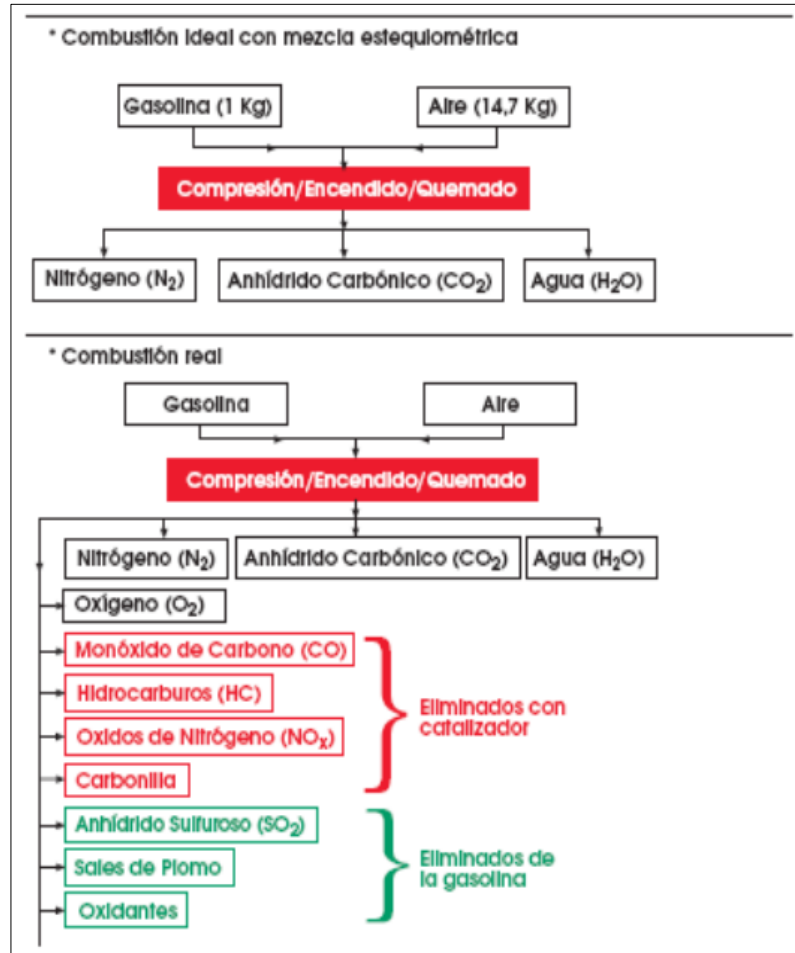 * Combustión ideal con mezcla estequiométrica
Gasolina (1 Kg)
Aire (14,7 Kg)
Compresión/Encendido/Quemado
Nitrógeno (N₂)
Anhídrido Carbónico (CO₂)
Agua (H₂O)
* Combustión real
Gasolina
Aire
Compresión/Encendido/Quemado
Nitrógeno (N₂)
Anhídrido Carbónico (CO₂)
Agua (H₂O)
Oxígeno (O₂)
Monóxido de Carbono (CO)
Hidrocarburos (HC)
Oxidos de Nitrógeno (NOₓ)
Carbonilla
Eliminados con
catalizador
Anhídrido Sulfuroso (SO₂)
Sales de Plomo
Oxidantes
Eliminados de
la gasolina